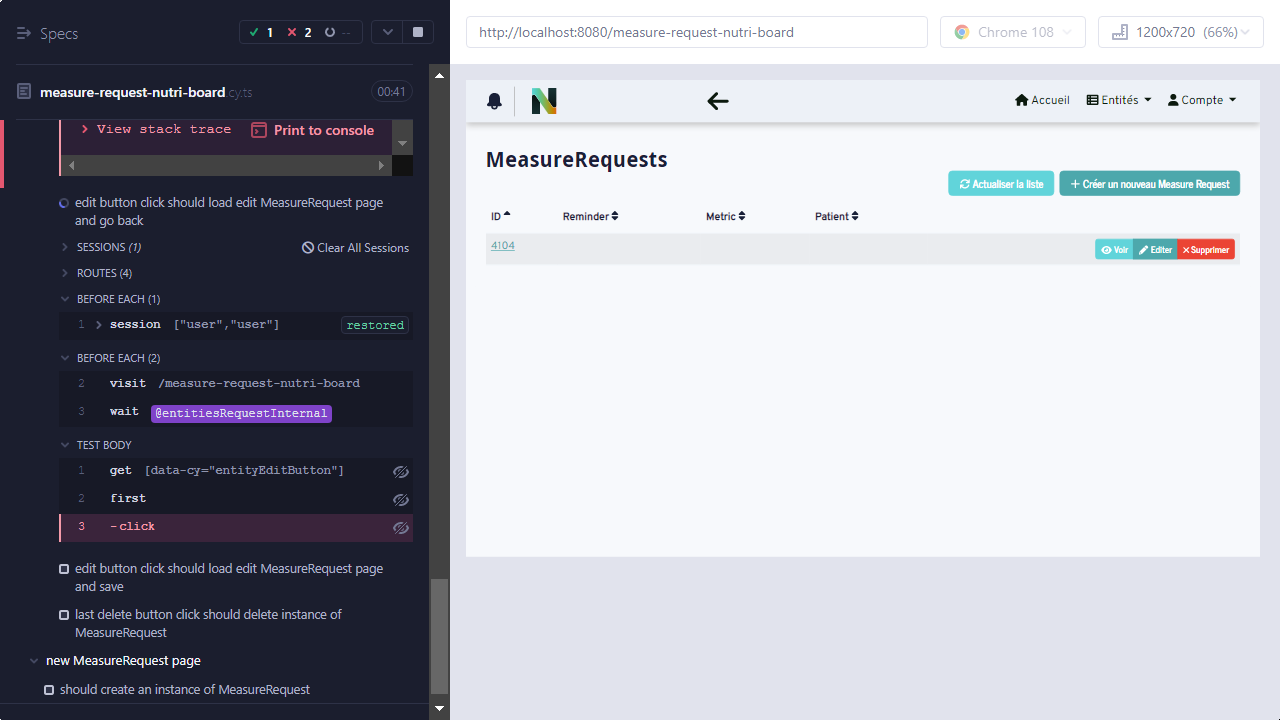 Specs
1 2 --
measure-request-nutri-board.cy.ts 00:41
View stack trace Print to console
edit button click should load edit MeasureRequest page
and go back
SESSIONS (1) Clear All Sessions
ROUTES (4)
BEFORE EACH (1)
1 session ["user","user"] restored
BEFORE EACH (2)
2 visit /measure-request-nutri-board
3 wait @entitiesRequestInternal
TEST BODY
1 get [data-cy="entityEditButton"]
2 first
3 -click
edit button click should load edit MeasureRequest page
and save
last delete button click should delete instance of
MeasureRequest
new MeasureRequest page
should create an instance of MeasureRequest
http://localhost:8080/measure-request-nutri-board
Chrome 108
1200x720 (66%)
N
Accueil Entités Compte
MeasureRequests
Actualiser la liste + Créer un nouveau Measure Request
ID Reminder Metric Patient
4104 Voir Editer Supprimer